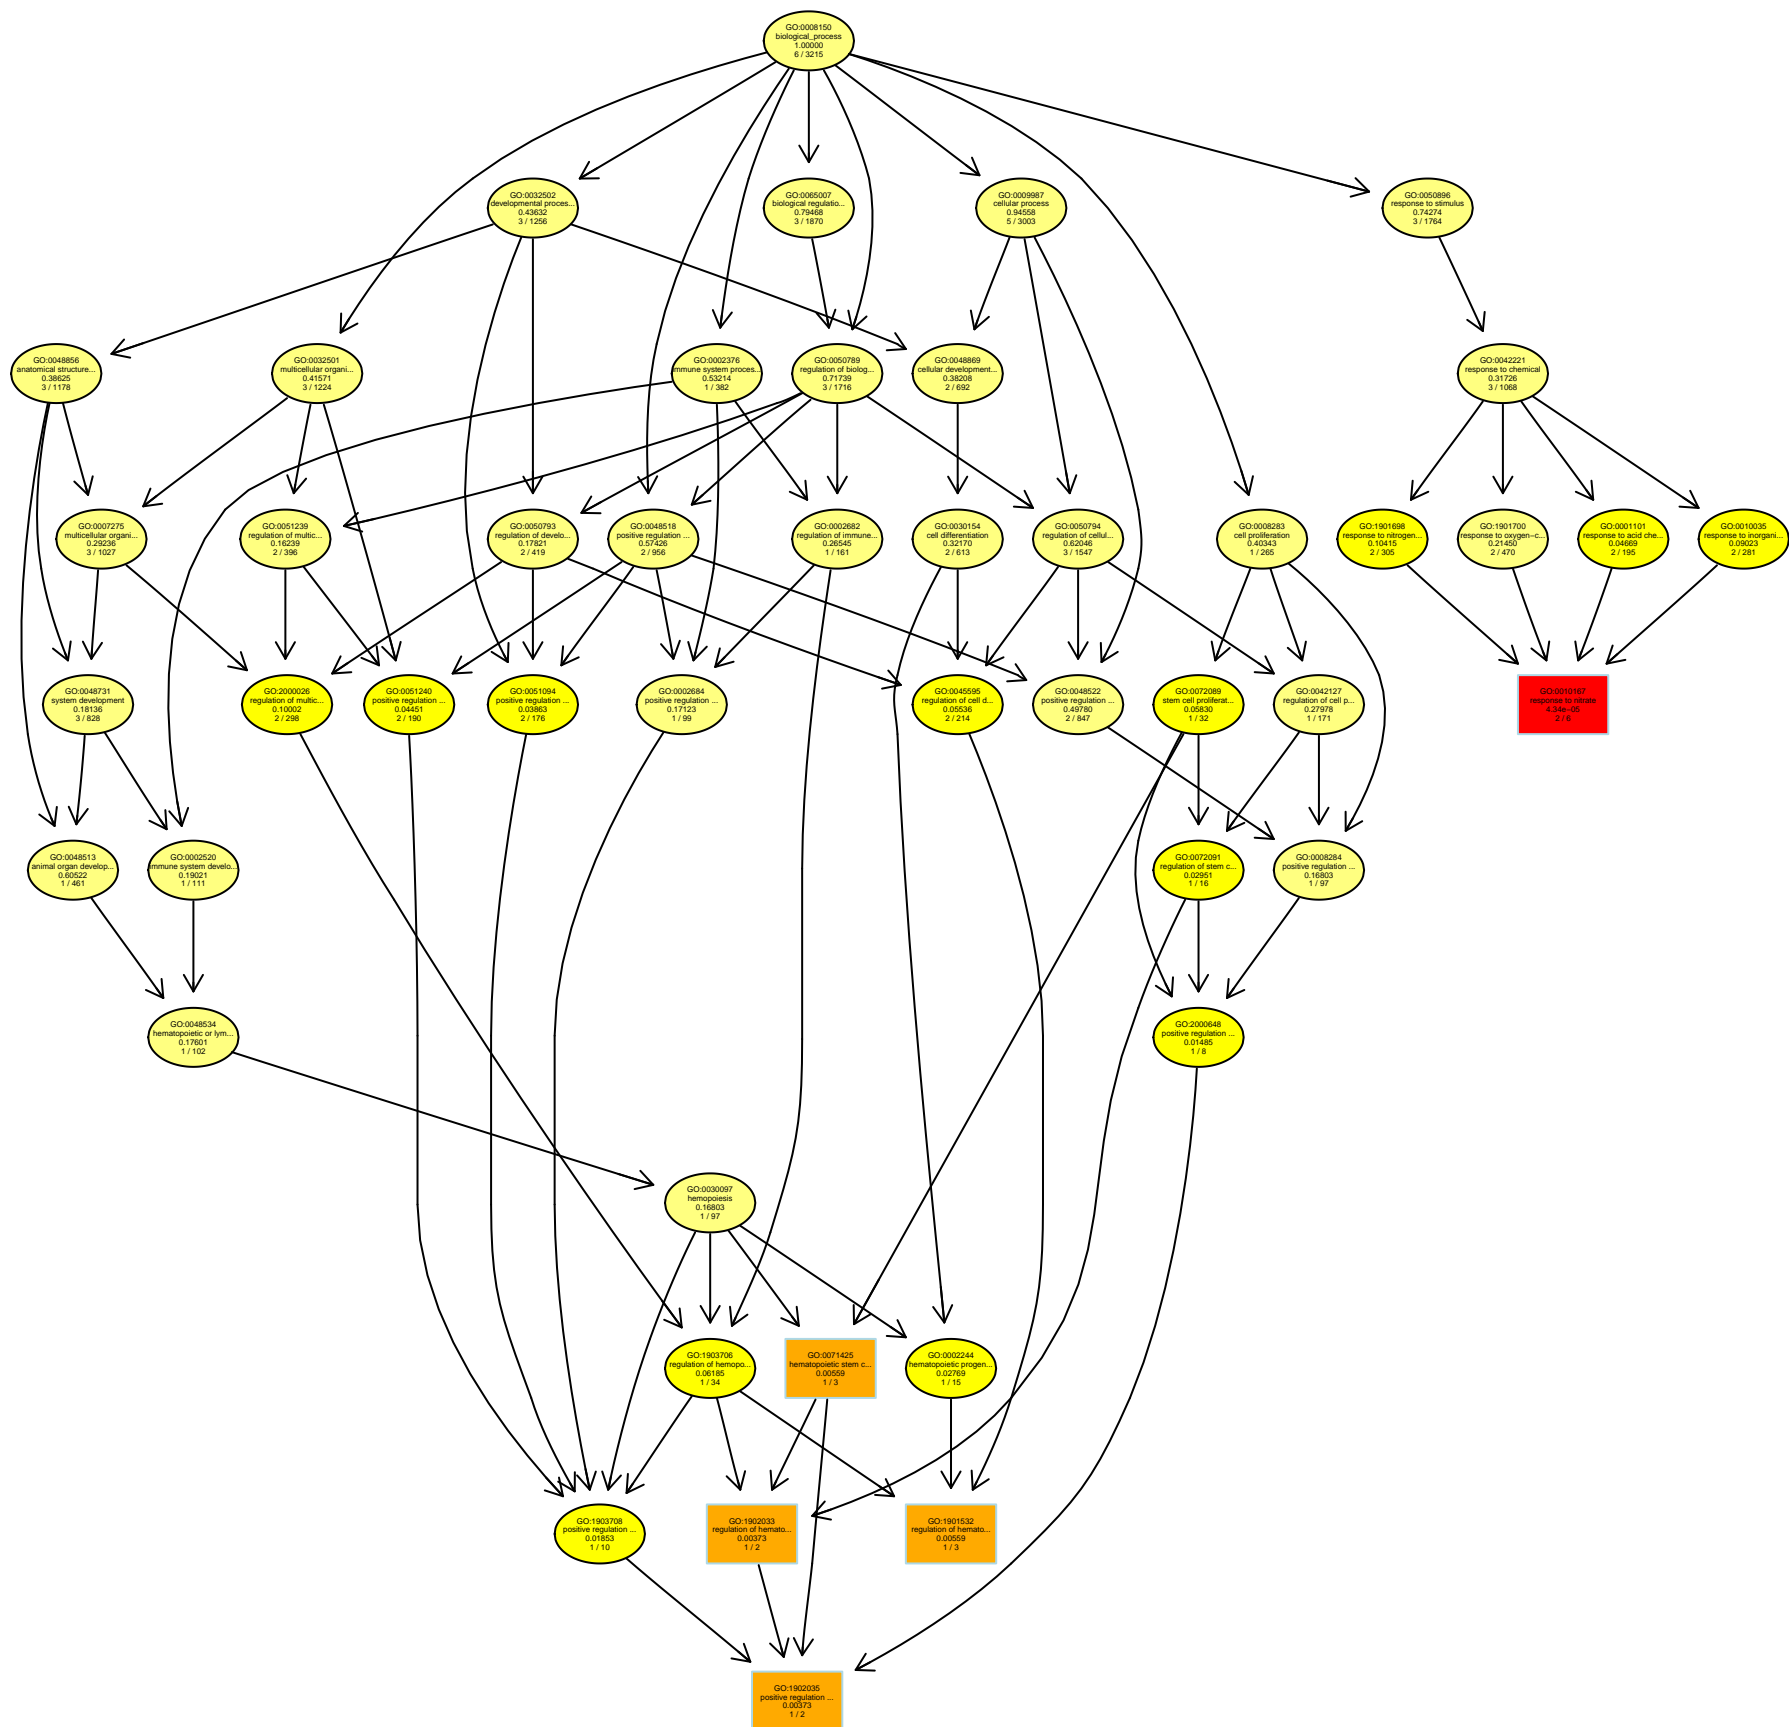 GO:0008150
biological_process
1.00000
6 / 3215
GO:0032502
developmental proces...
0.43632
3 / 1256
GO:0065007
biological regulatio...
0.79468
3 / 1870
GO:0009987
cellular process
0.94558
5 / 3003
GO:0050896
response to stimulus
0.74274
3 / 1764
GO:0048856
anatomical structure...
0.38625
3 / 1178
GO:0032501
multicellular organi...
0.41571
3 / 1224
GO:0002376
immune system proces...
0.53214
1 / 382
GO:0050789
regulation of biolog...
0.71739
3 / 1716
GO:0048869
cellular development...
0.38208
2 / 692
GO:0042221
response to chemical
0.31726
3 / 1068
GO:0007275
multicellular organi...
0.29236
3 / 1027
GO:0051239
regulation of multic...
0.16239
2 / 396
GO:0050793
regulation of develo...
0.17821
2 / 419
GO:0048518
positive regulation ...
0.57426
2 / 956
GO:0002682
regulation of immune...
0.26545
1 / 161
GO:0030154
cell differentiation
0.32170
2 / 613
GO:0050794
regulation of cellul...
0.62046
3 / 1547
GO:0008283
cell proliferation
0.40343
1 / 265
GO:1901698
response to nitrogen...
0.10415
2 / 305
GO:1901700
response to oxygen-c...
0.21450
2 / 470
GO:0001101
response to acid che...
0.04669
2 / 195
GO:0010035
response to inorgani...
0.09023
2 / 281
GO:0048731
system development
0.18136
3 / 828
GO:2000026
regulation of multic...
0.10002
2 / 298
GO:0051240
positive regulation ...
0.04451
2 / 190
GO:0051094
positive regulation ...
0.03863
2 / 176
GO:0002684
positive regulation ...
0.17123
1 / 99
GO:0045595
regulation of cell d...
0.05536
2 / 214
GO:0048522
positive regulation ...
0.49780
2 / 847
GO:0072089
stem cell proliferat...
0.05830
1 / 32
GO:0042127
regulation of cell p...
0.27978
1 / 171
GO:0010167
response to nitrate
4.34e-05
2 / 6
GO:0048513
animal organ develop...
0.60522
1 / 461
GO:0002520
immune system develo...
0.19021
1 / 111
GO:0072091
regulation of stem c...
0.02951
1 / 16
GO:0008284
positive regulation ...
0.16803
1 / 97
GO:0048534
hematopoietic or lym...
0.17601
1 / 102
GO:2000648
positive regulation ...
0.01485
1 / 8
GO:0030097
hemopoiesis
0.16803
1 / 97
GO:1903706
regulation of hemopo...
0.06185
1 / 34
GO:0071425
hematopoietic stem c...
0.00559
1 / 3
GO:0002244
hematopoietic progen...
0.02769
1 / 15
GO:1903708
positive regulation ...
0.01853
1 / 10
GO:1902033
regulation of hemato...
0.00373
1 / 2
GO:1901532
regulation of hemato...
0.00559
1 / 3
GO:1902035
positive regulation ...
0.00373
1 / 2